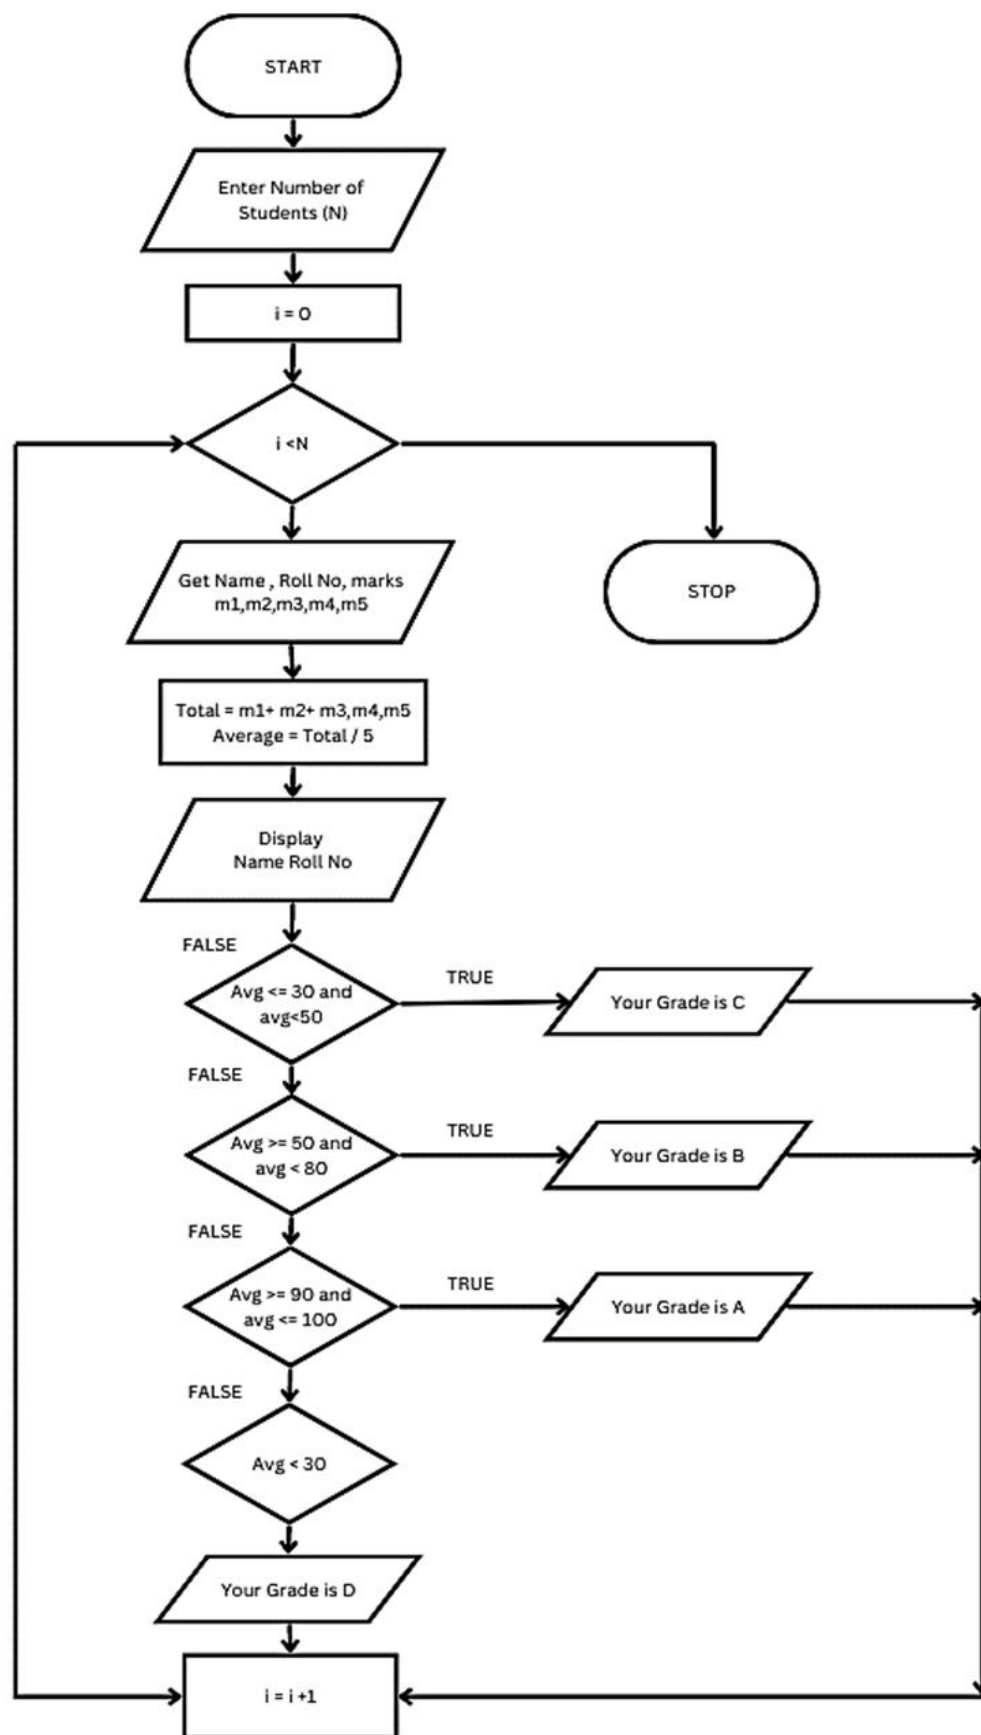 START
Enter Number of
Students (N)
i = 0
i <N
Get Name , Roll No, marks
m1,m2,m3,m4,m5
STOP
Total = m1+ m2+ m3,m4,m5
Average = Total / 5
Display
Name Roll No
FALSE
Avg <= 30 and
avg<50
TRUE
Your Grade is C
FALSE
Avg >= 50 and
avg < 80
TRUE
Your Grade is B
FALSE
Avg >= 90 and
avg <= 100
TRUE
Your Grade is A
FALSE
Avg < 30
Your Grade is D
i = i +1